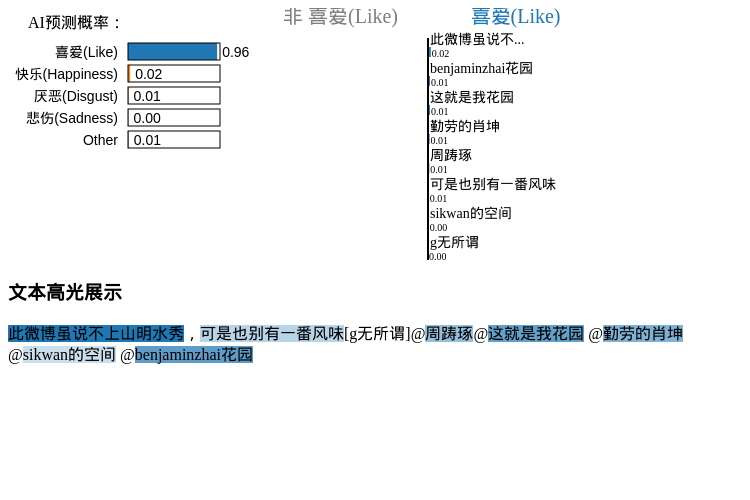 AI预测概率：
喜爱(Like) 0.96
快乐(Happiness) 0.02
厌恶(Disgust) 0.01
悲伤(Sadness) 0.00
Other 0.01
非 喜爱(Like) 喜爱(Like)
此微博虽说不...
0.02
benjaminzhai花园
0.01
这就是我花园
0.01
勤劳的肖坤
0.01
周踌琢
0.01
可是也别有一番风味
0.01
sikwan的空间
0.00
g无所谓
0.00
文本高光展示
此微博虽说不上山明水秀，可是也别有一番风味[g无所谓]@周踌琢@这就是我花园 @勤劳的肖坤
@sikwan的空间 @benjaminzhai花园